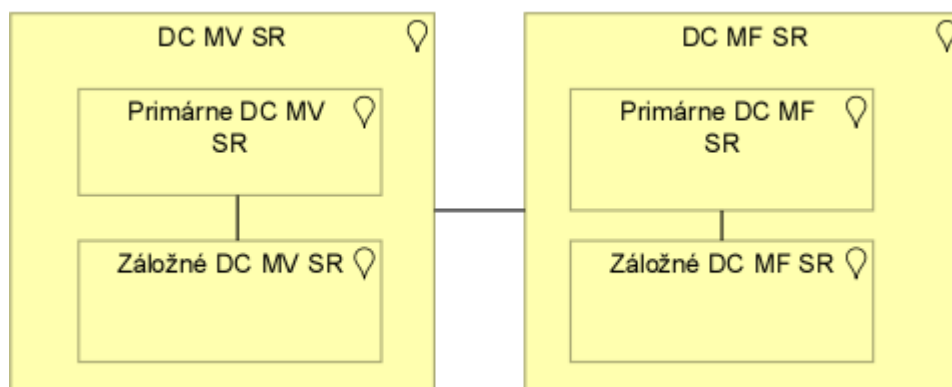 DC MV SR
Primárne DC MV
SR
Záložné DC MV SR
DC MF SR
Primárne DC MF
SR
Záložné DC MF SR